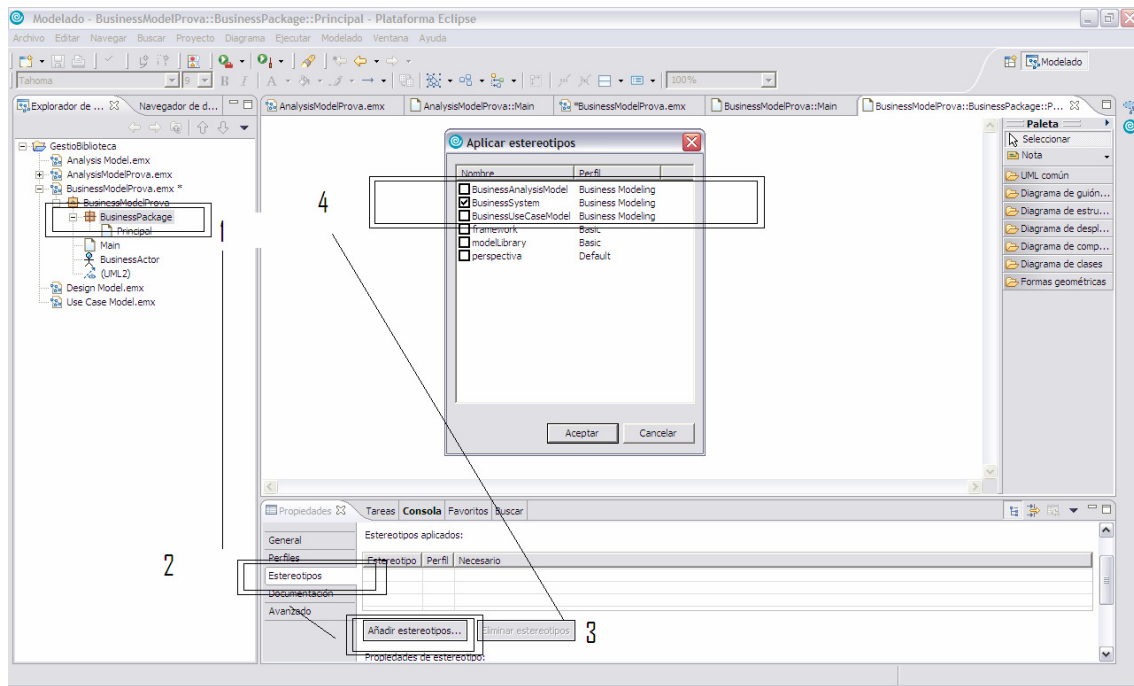 Modelado - BusinessModelProva::BusinessPackage::Principal - Plataforma Eclipse
Archivo Editar Navegar Buscar Proyecto Diagrama Ejecutar Modelado Ventana Ayuda
Modelado
Tahoma 9 B I A 100%
Explorador de ... Navegador de d...
AnalysisModelProva.emx AnalysisModelProva::Main *BusinessModelProva.emx BusinessModelProva::Main BusinessModelProva::BusinessPackage::P...
GestioBiblioteca
Analysis Model.emx
AnalysisModelProva.emx
BusinessModelProva.emx *
BusinessModelProva
BusinessPackage
Principal
Main
BusinessActor
(UML2)
Design Model.emx
Use Case Model.emx
1
4
Aplicar estereotipos
Nombre Perfil
BusinessAnalysisModel Business Modeling
BusinessSystem Business Modeling
BusinessUseCaseModel Business Modeling
framework Basic
modelLibrary Basic
perspectiva Default
Aceptar Cancelar
Paleta
Seleccionar
Nota
UML común
Diagrama de guión...
Diagrama de estru...
Diagrama de despl...
Diagrama de comp...
Diagrama de clases
Formas geométricas
Propiedades Tareas Consola Favoritos Buscar
2
General
Perfiles
Estereotipos
Documentación
Avanzado
Estereotipos aplicados:
Estereotipo Perfil Necesario
Añadir estereotipos... Eliminar estereotipos
3
Propiedades de estereotipo: